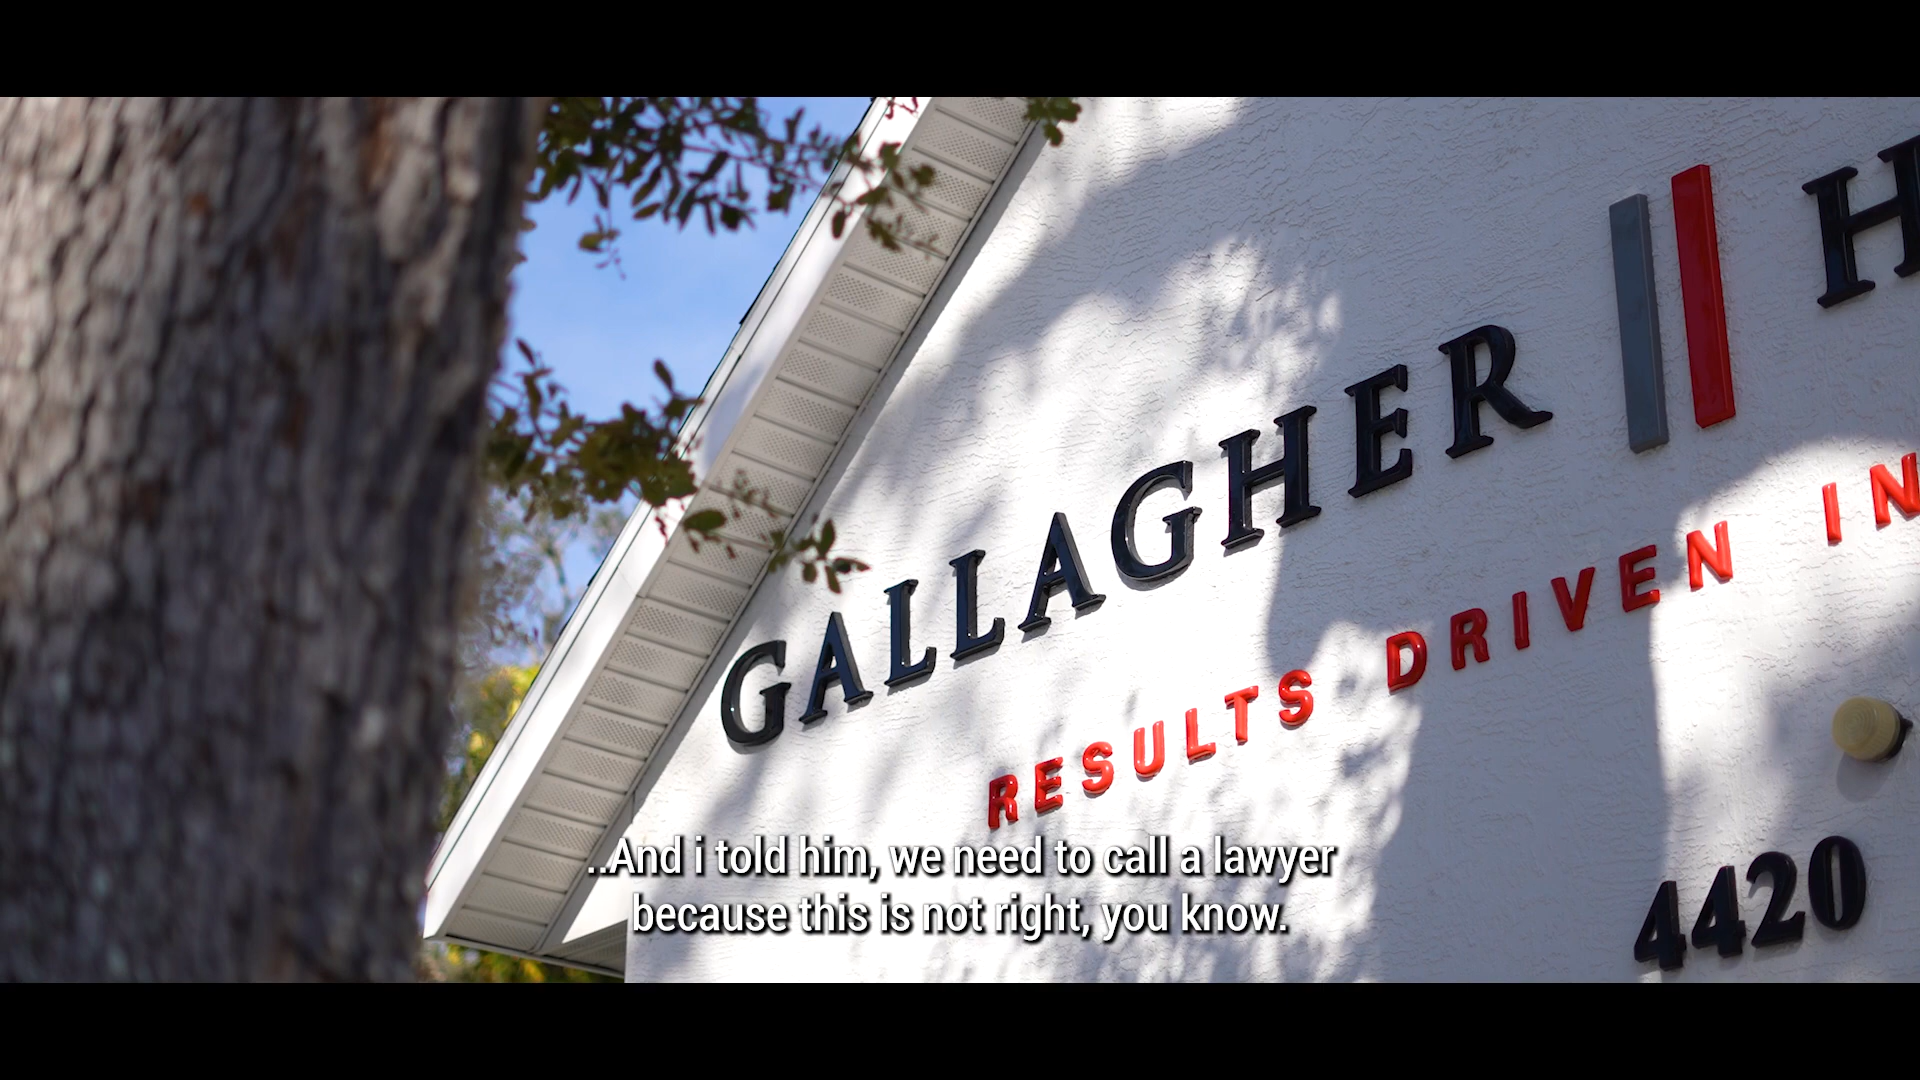 GALLAGHER || H
RESULTS DRIVEN IN
4420
..And i told him, we need to call a lawyer
because this is not right, you know.